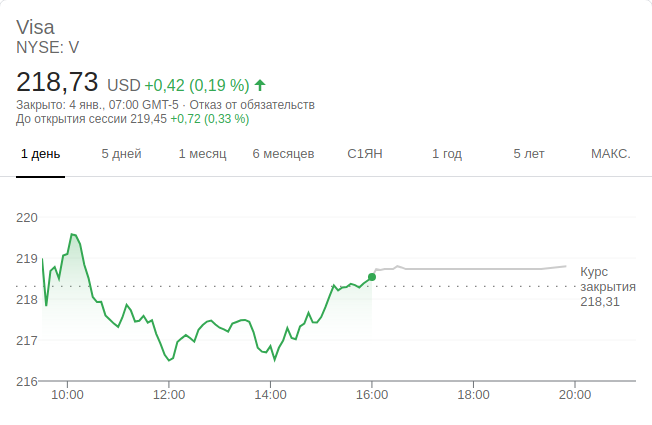 Visa
NYSE: V
218,73 USD +0,42 (0,19 %)
Закрыто: 4 янв., 07:00 GMT-5 · Отказ от обязательств
До открытия сессии 219,45 +0,72 (0,33 %)
1 день 5 дней 1 месяц 6 месяцев С1ЯН 1 год 5 лет МАКС.
220
219
Курс
закрытия
218,31
218
217
216
10:00 12:00 14:00 16:00 18:00 20:00